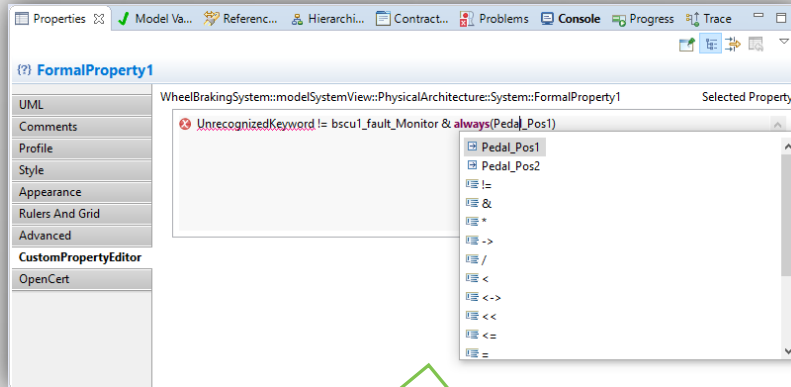 Properties Model Va... Referenc... Hierarchi... Contract... Problems Console Progress Trace
{?} FormalProperty1
WheelBrakingSystem::modelSystemView::PhysicalArchitecture::System::FormalProperty1 Selected Property
UML
Comments
Profile
Style
Appearance
Rulers And Grid
Advanced
CustomPropertyEditor
OpenCert
UnrecognizedKeyword != bscu1_fault_Monitor & always(Pedal_Pos1)
Pedal_Pos1
Pedal_Pos2
!=
&
*
->
/
<
<->
<<
<=
=